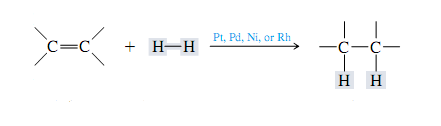 Pt, Pd, Ni, or Rh
C=C + H—H —C—C—
H H